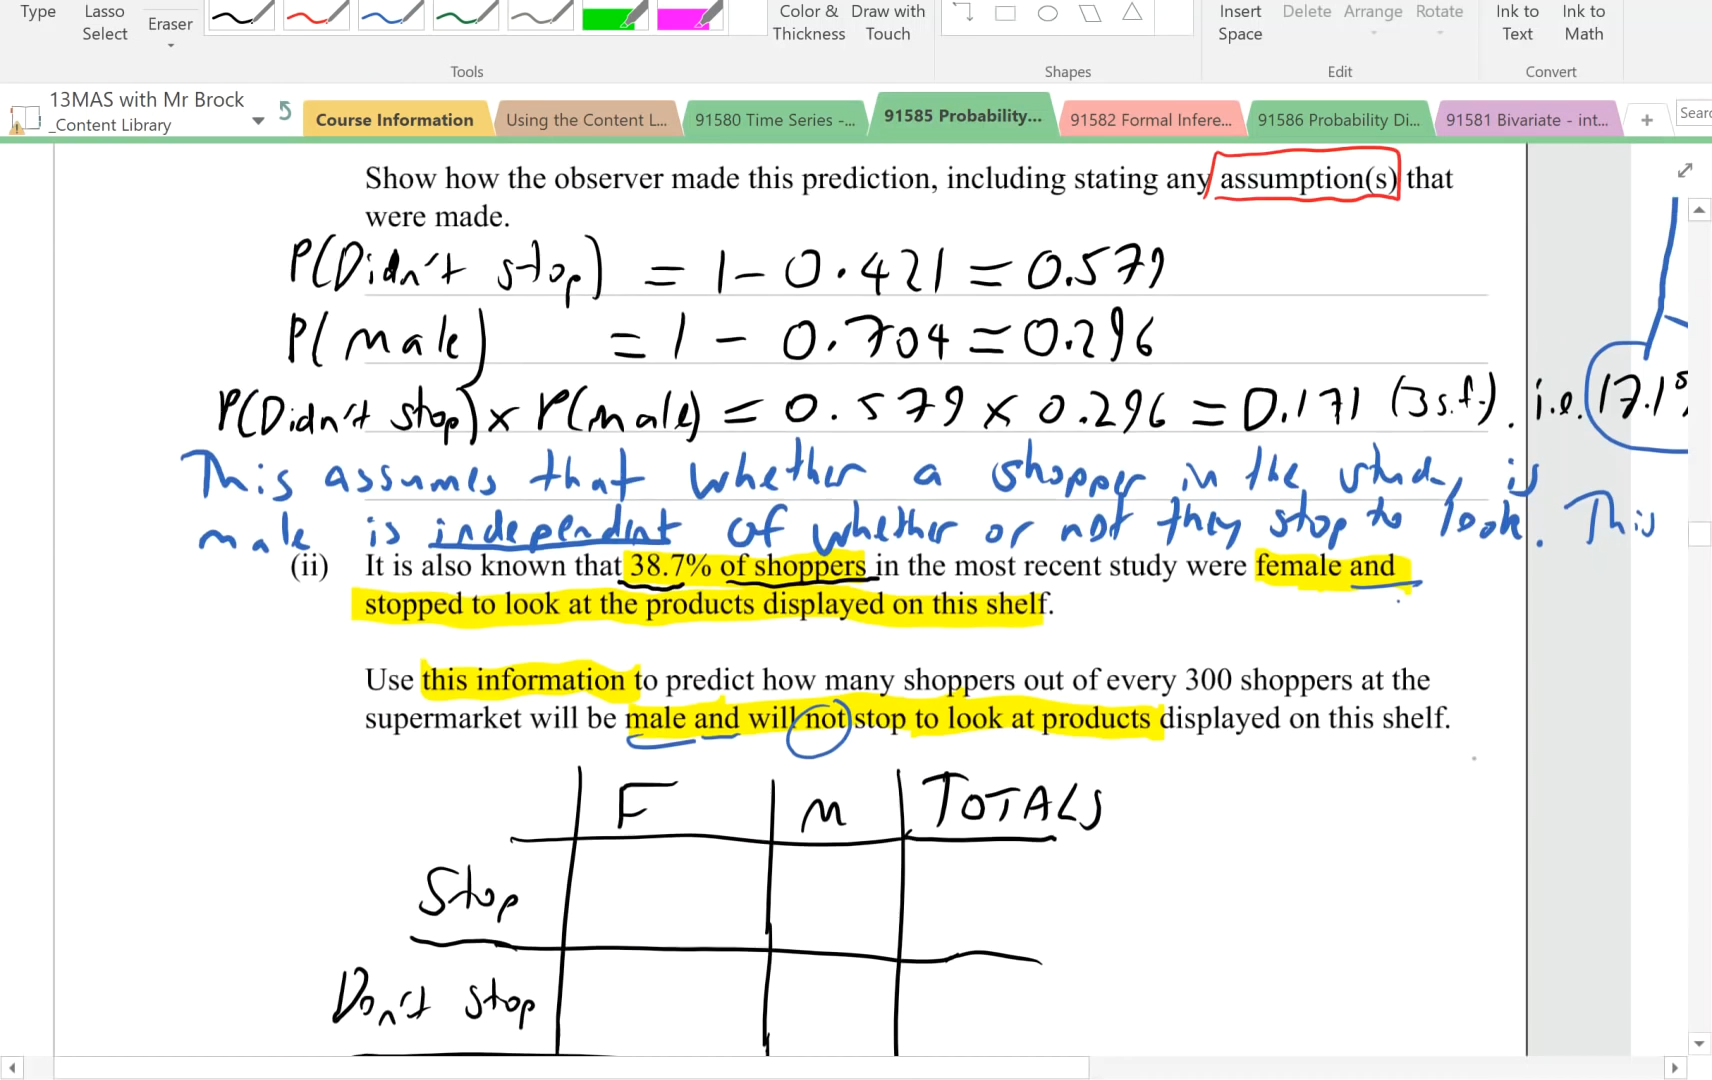 Type
Lasso Select
Eraser
Color & Thickness
Draw with Touch
Insert Space
Delete
Arrange
Rotate
Ink to Text
Ink to Math
Tools
Shapes
Edit
Convert
13MAS with Mr Brock
_Content Library
Course Information
Using the Content L...
91580 Time Series -...
91585 Probability...
91582 Formal Infere...
91586 Probability Di...
91581 Bivariate - int...
+
Searc
Show how the observer made this prediction, including stating any assumption(s) that
were made.
P(Didn't stop) = 1 - 0.421 = 0.579
P(male) = 1 - 0.704 = 0.296
P(Didn't stop) x P(male) = 0.579 x 0.296 = 0.171 (3 s.f.). i.e. 17.1%
This assumes that whether a shopper in the study is
male is independent of whether or not they stop to look. This
(ii) It is also known that 38.7% of shoppers in the most recent study were female and
stopped to look at the products displayed on this shelf.
Use this information to predict how many shoppers out of every 300 shoppers at the
supermarket will be male and will not stop to look at products displayed on this shelf.
F M TOTALS
Stop
Don't stop